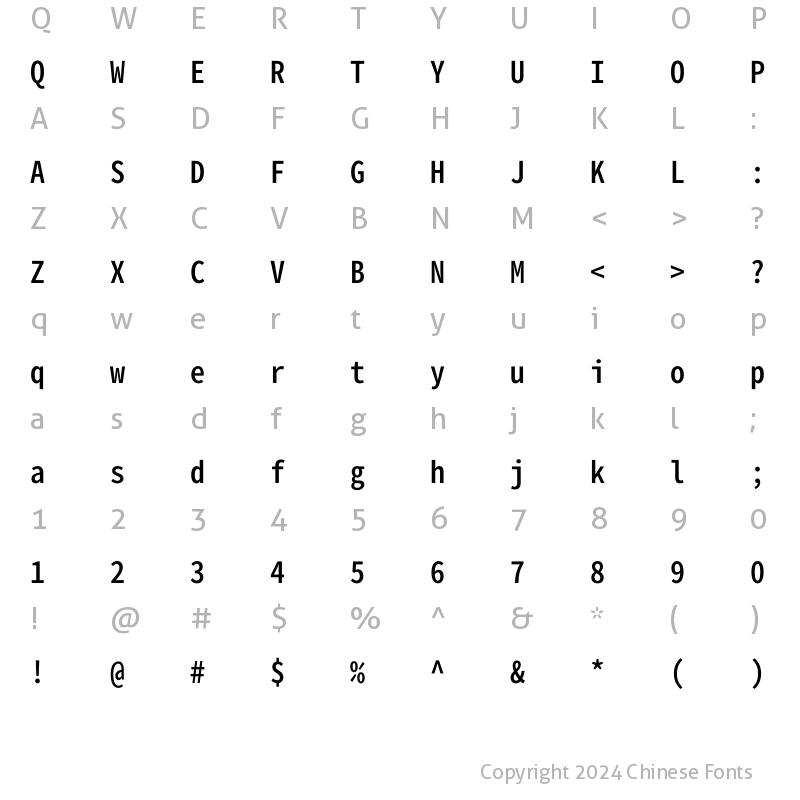 Q W E R T Y U I O P
Q W E R T Y U I O P
A S D F G H J K L :
A S D F G H J K L :
Z X C V B N M < > ?
Z X C V B N M < > ?
q w e r t y u i o p
q w e r t y u i o p
a s d f g h j k l ;
a s d f g h j k l ;
1 2 3 4 5 6 7 8 9 0
1 2 3 4 5 6 7 8 9 0
! @ # $ % ^ & * ( )
! @ # $ % ^ & * ( )
Copyright 2024 Chinese Fonts